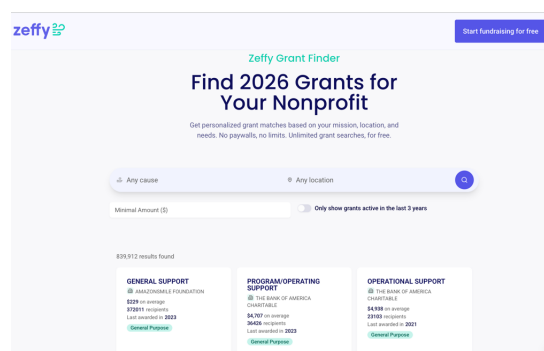 zeffy
Start fundraising for free
Zeffy Grant Finder
Find 2026 Grants for
Your Nonprofit
Get personalized grant matches based on your mission, location, and
needs. No paywalls, no limits. Unlimited grant searches, for free.
Any cause
Any location
Minimal Amount ($)
Only show grants active in the last 3 years
839,912 results found
GENERAL SUPPORT
AMAZONSMILE FOUNDATION
$229 on average
372011 recipients
Last awarded in 2023
General Purpose
PROGRAM/OPERATING
SUPPORT
THE BANK OF AMERICA
CHARITABLE
$4,707 on average
36426 recipients
Last awarded in 2023
General Purpose
OPERATIONAL SUPPORT
THE BANK OF AMERICA
CHARITABLE
$4,938 on average
23103 recipients
Last awarded in 2021
General Purpose